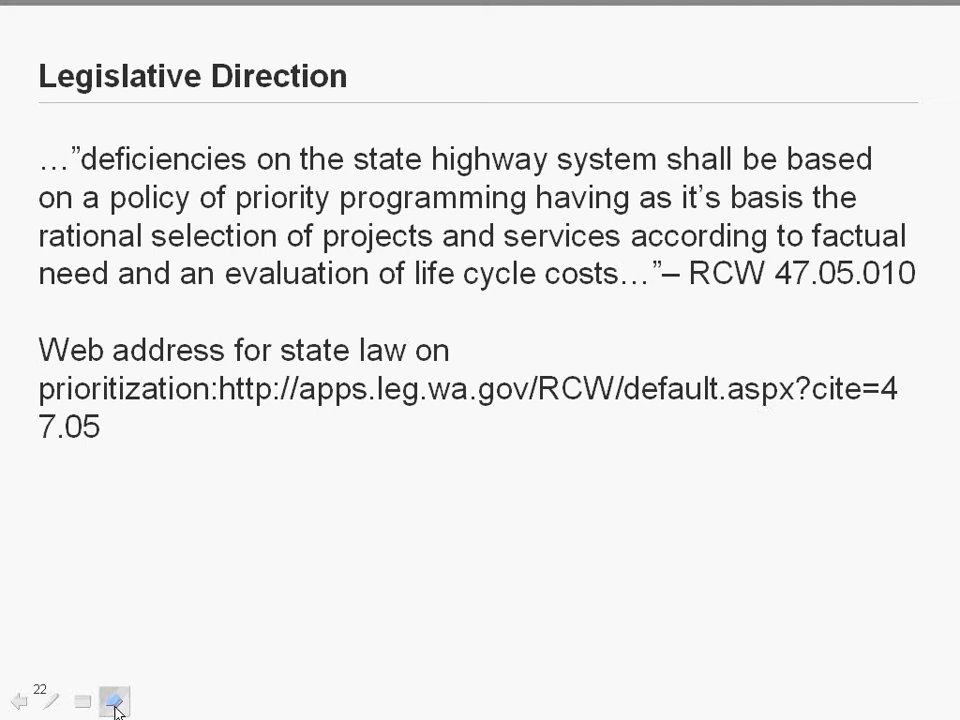 Legislative Direction
…”deficiencies on the state highway system shall be based
on a policy of priority programming having as it’s basis the
rational selection of projects and services according to factual
need and an evaluation of life cycle costs…”– RCW 47.05.010
Web address for state law on
prioritization:http://apps.leg.wa.gov/RCW/default.aspx?cite=4
7.05
22